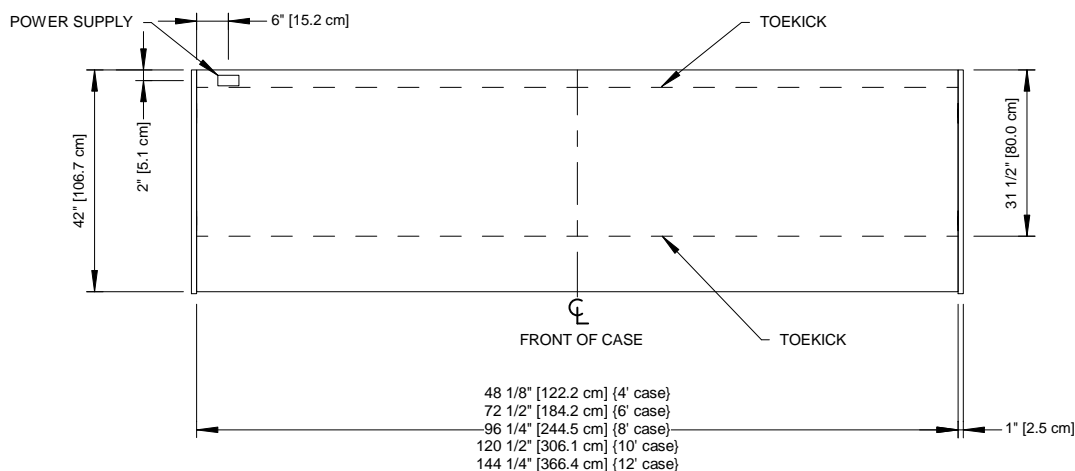 POWER SUPPLY
6" [15.2 cm]
TOEKICK
42" [106.7 cm]
2" [5.1 cm]
31 1/2" [80.0 cm]
CL
FRONT OF CASE
TOEKICK
48 1/8" [122.2 cm] {4' case}
72 1/2" [184.2 cm] {6' case}
96 1/4" [244.5 cm] {8' case}
120 1/2" [306.1 cm] {10' case}
144 1/4" [366.4 cm] {12' case}
1" [2.5 cm]